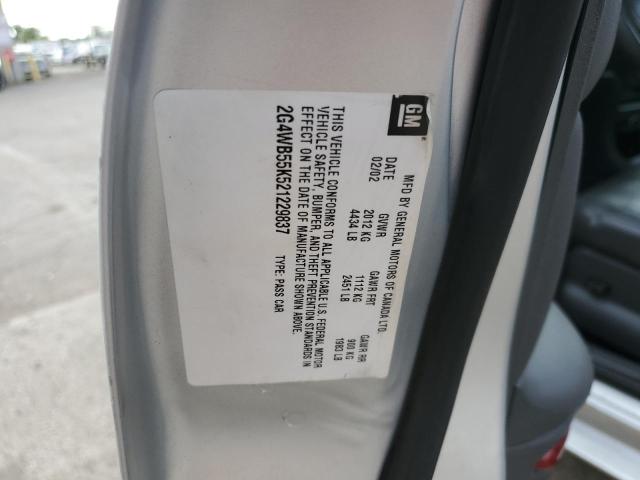 GM
MFD BY GENERAL MOTORS OF CANADA LTD.
DATE GVWR GAWR FRT GAWR RR
02/02 2012 KG 1112 KG 900 KG
4434 LB 2451 LB 1983 LB
THIS VEHICLE CONFORMS TO ALL APPLICABLE U.S. FEDERAL MOTOR
VEHICLE SAFETY, BUMPER, AND THEFT PREVENTION STANDARDS IN
EFFECT ON THE DATE OF MANUFACTURE SHOWN ABOVE.
2G4WB55K521229837 TYPE: PASS CAR